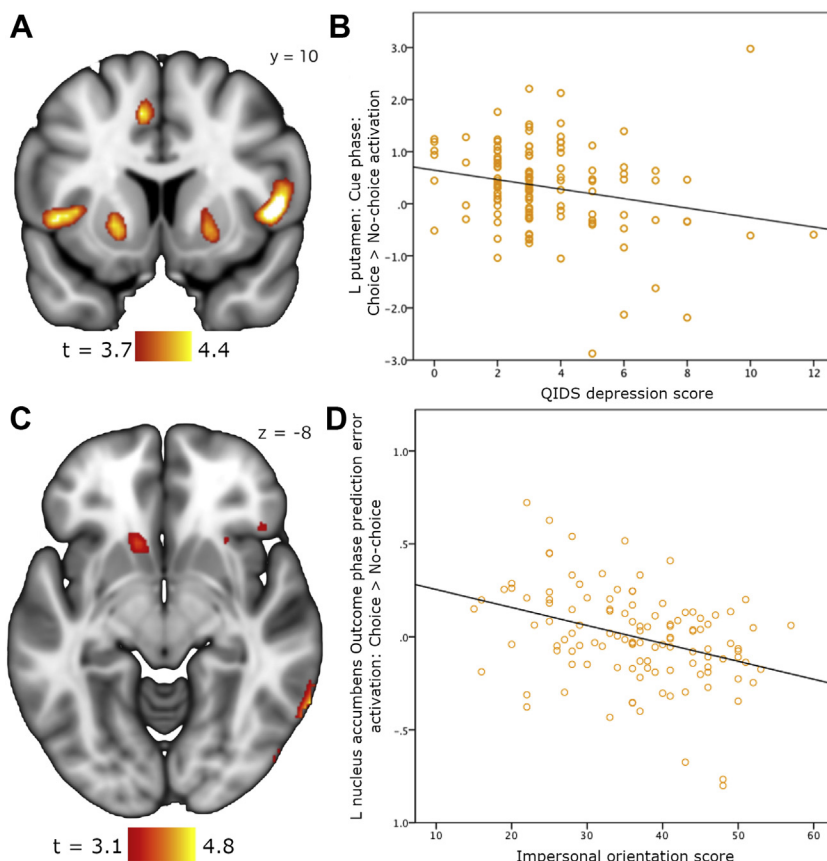 A
y = 10
t = 3.7 4.4
B
L putamen: Cue phase:
Choice > No-choice activation
3.0
2.0
1.0
.0
-1.0
-2.0
-3.0
0 2 4 6 8 10 12
QIDS depression score
C
z = -8
t = 3.1 4.8
D
L nucleus accumbens Outcome phase prediction error
activation: Choice > No-choice
1.0
.5
.0
-.5
1.0
10 20 30 40 50 60
Impersonal orientation score